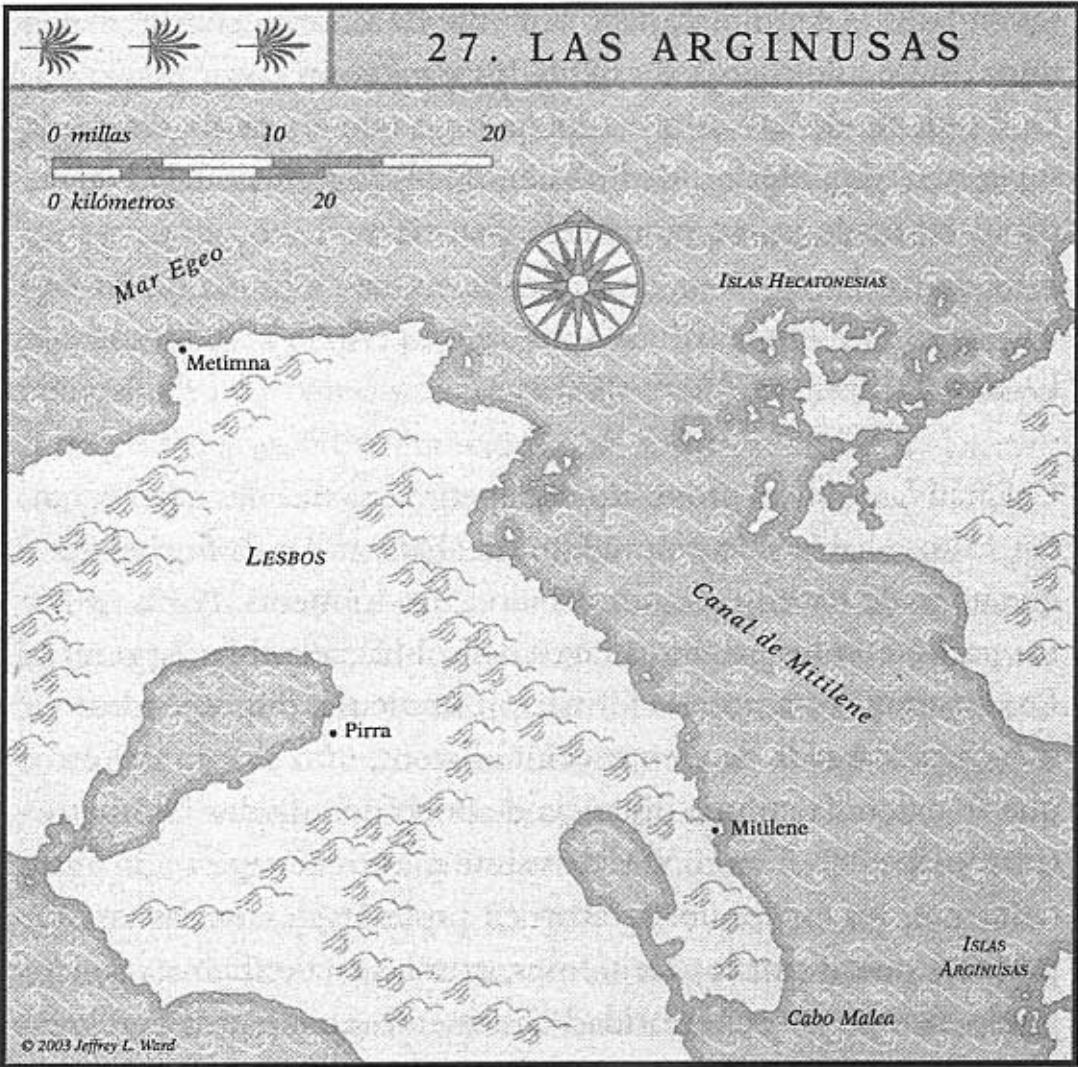 27. LAS ARGINUSAS
0 millas 10 20
0 kilómetros 20
Mar Egeo
ISLAS HECATONESIAS
Metimna
LESBOS
Canal de Mitilene
Pirra
Mitilene
ISLAS
ARGINUSAS
Cabo Malea
© 2003 Jeffrey L. Ward